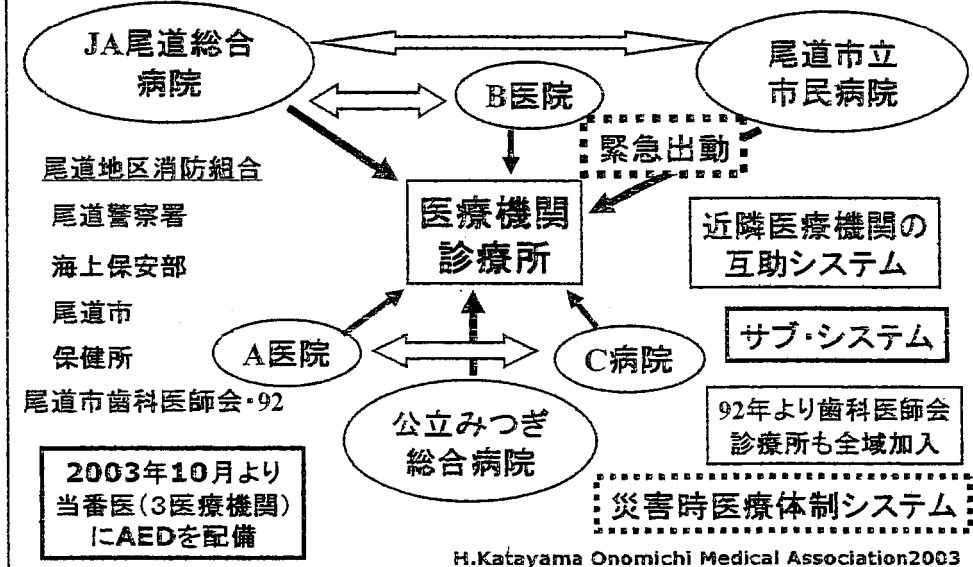 JA尾道総合
病院
尾道市立
市民病院
B医院
緊急出動
尾道地区消防組合
尾道警察署
海上保安部
尾道市
保健所
尾道市歯科医師会・92
医療機関
診療所
近隣医療機関の
互助システム
サブ・システム
A医院
C病院
公立みつぎ
総合病院
92年より歯科医師会
診療所も全域加入
2003年10月より
当番医(3医療機関)
にAEDを配備
災害時医療体制システム
H.Katayama Onomichi Medical Association2003